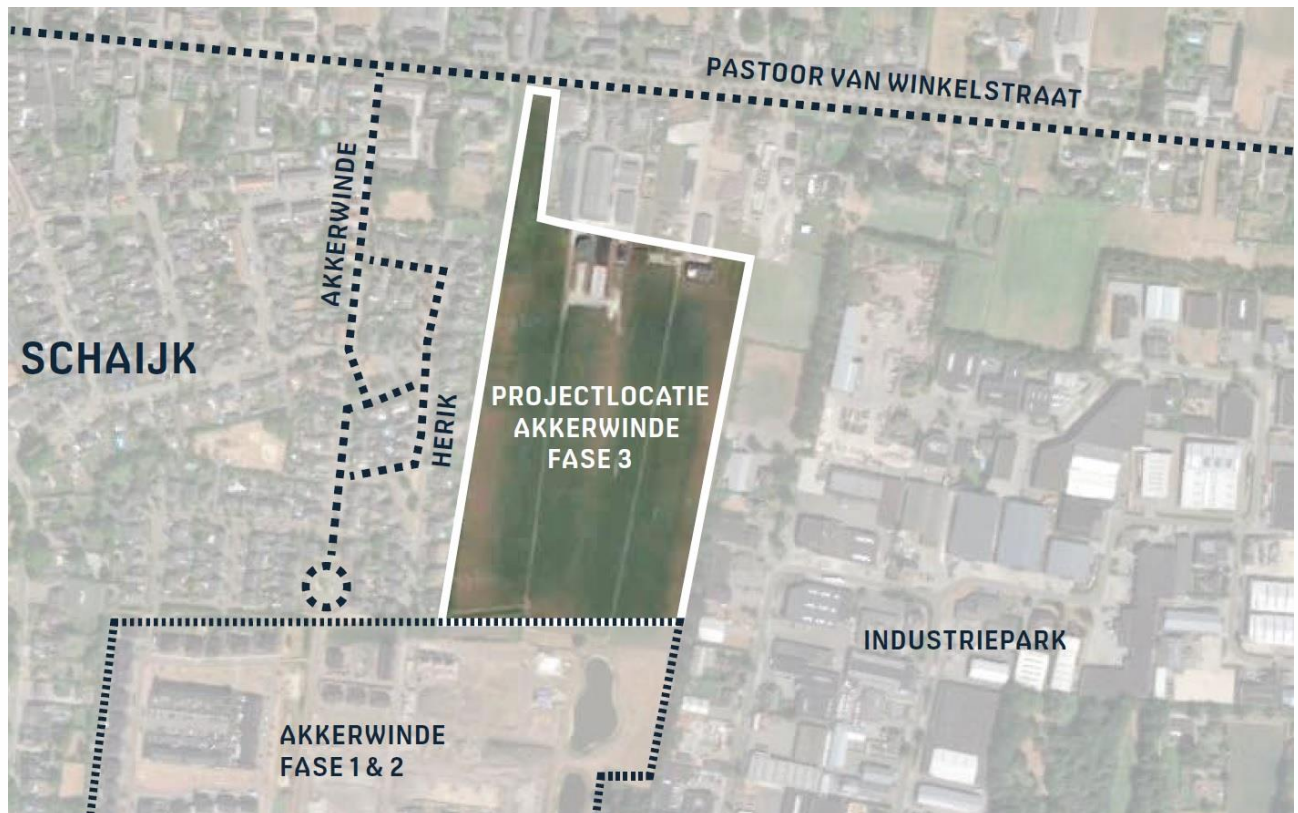 PASTOOR VAN WINKELSTRAAT
AKKERWINDE
SCHAIJK
HERIK
PROJECTLOCATIE
AKKERWINDE
FASE 3
INDUSTRIEPARK
AKKERWINDE
FASE 1 & 2